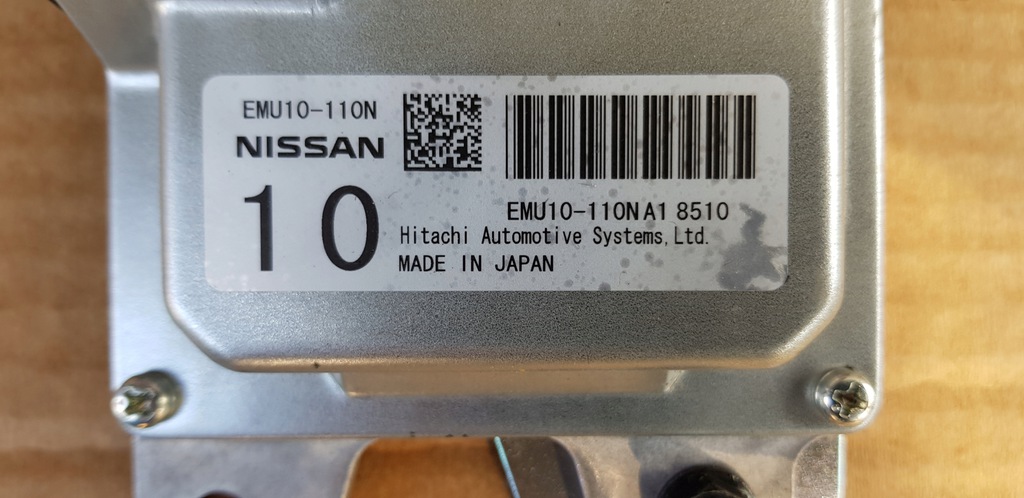 EMU10-110N
NISSAN
10
EMU10-110NA1 8510
Hitachi Automotive Systems,Ltd.
MADE IN JAPAN